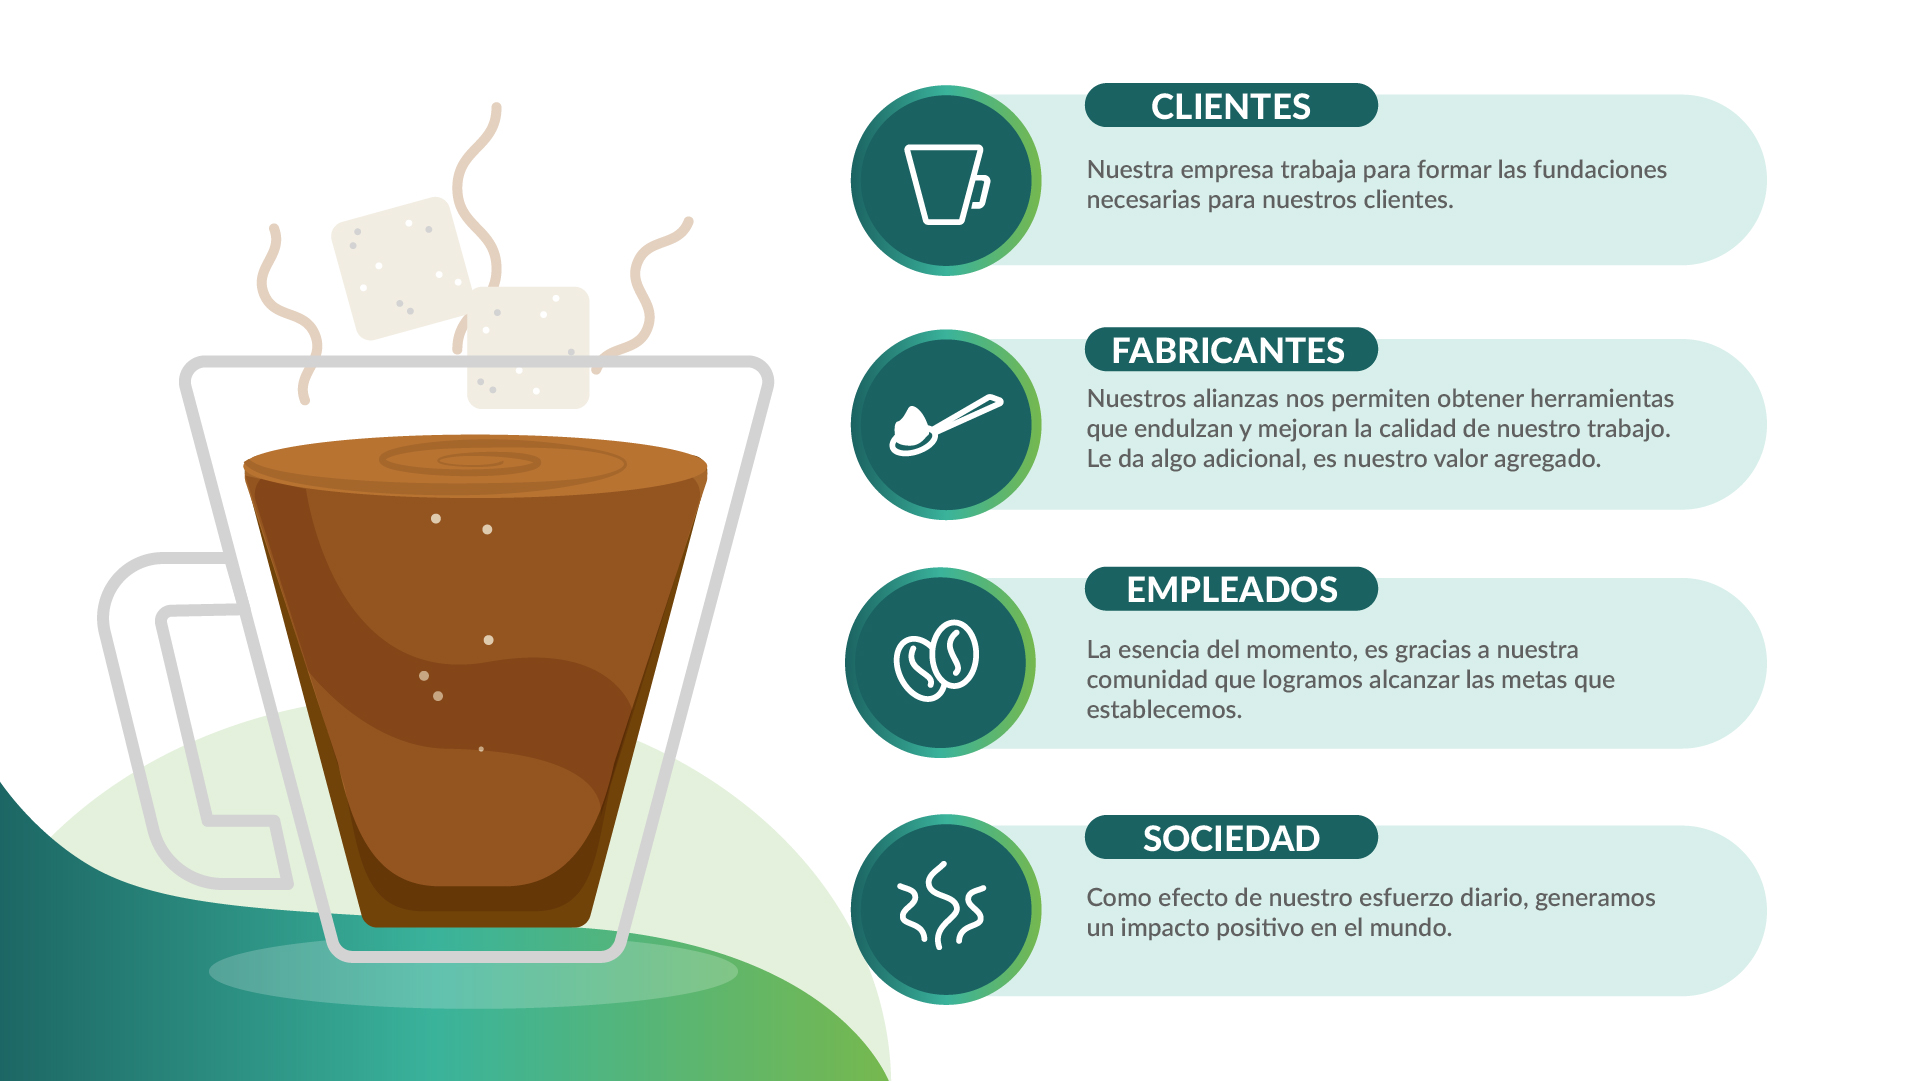 CLIENTES
Nuestra empresa trabaja para formar las fundaciones
necesarias para nuestros clientes.
FABRICANTES
Nuestros alianzas nos permiten obtener herramientas
que endulzan y mejoran la calidad de nuestro trabajo.
Le da algo adicional, es nuestro valor agregado.
EMPLEADOS
La esencia del momento, es gracias a nuestra
comunidad que logramos alcanzar las metas que
establecemos.
SOCIEDAD
Como efecto de nuestro esfuerzo diario, generamos
un impacto positivo en el mundo.